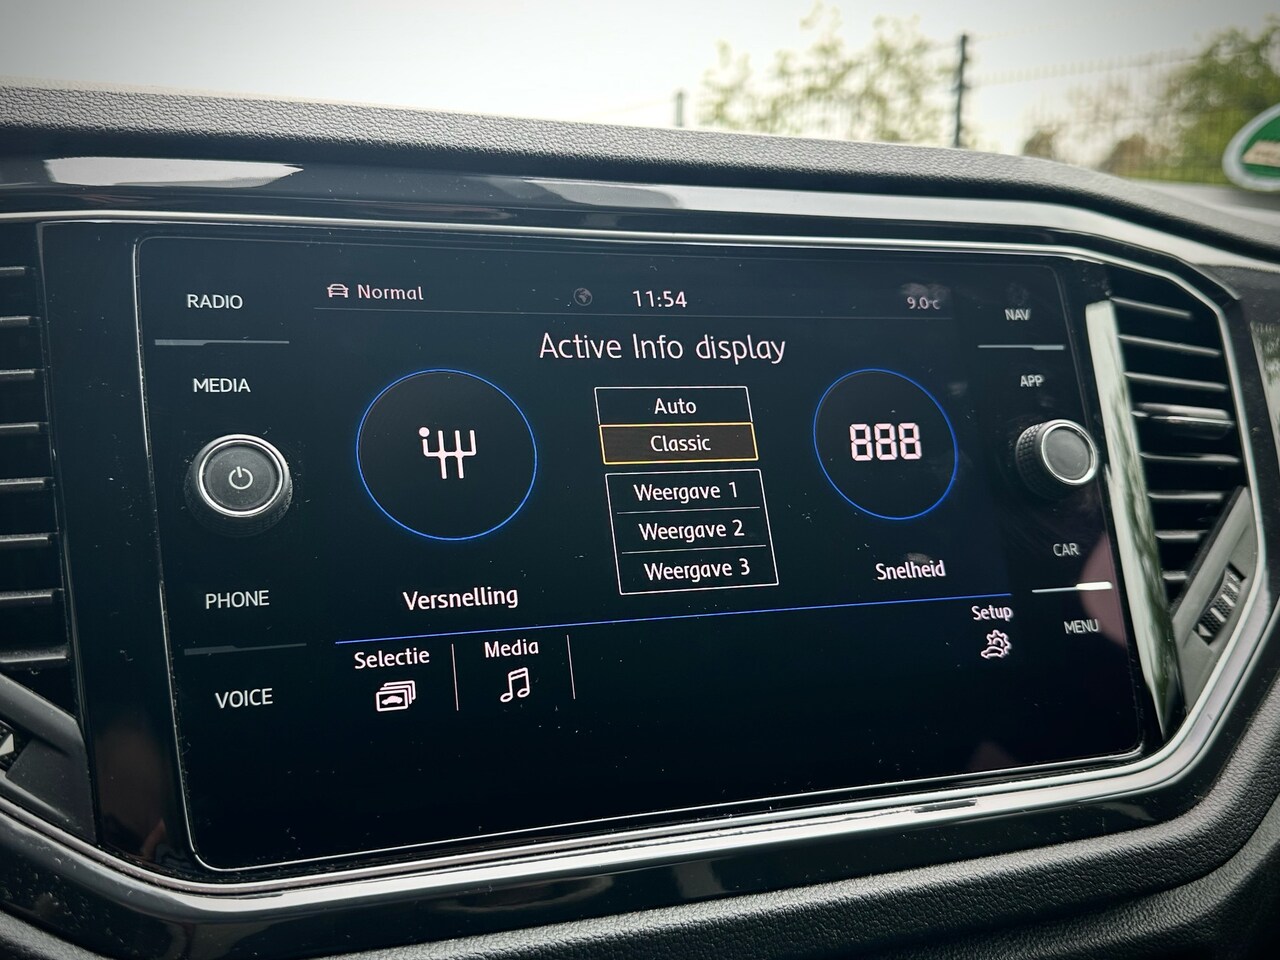 RADIO
MEDIA
PHONE
VOICE
Normal
11:54
9.0°C
Active Info display
Auto
Classic
Weergave 1
Weergave 2
Weergave 3
888
Versnelling
Snelheid
Selectie
Media
Setup
NAV
APP
CAR
MENU